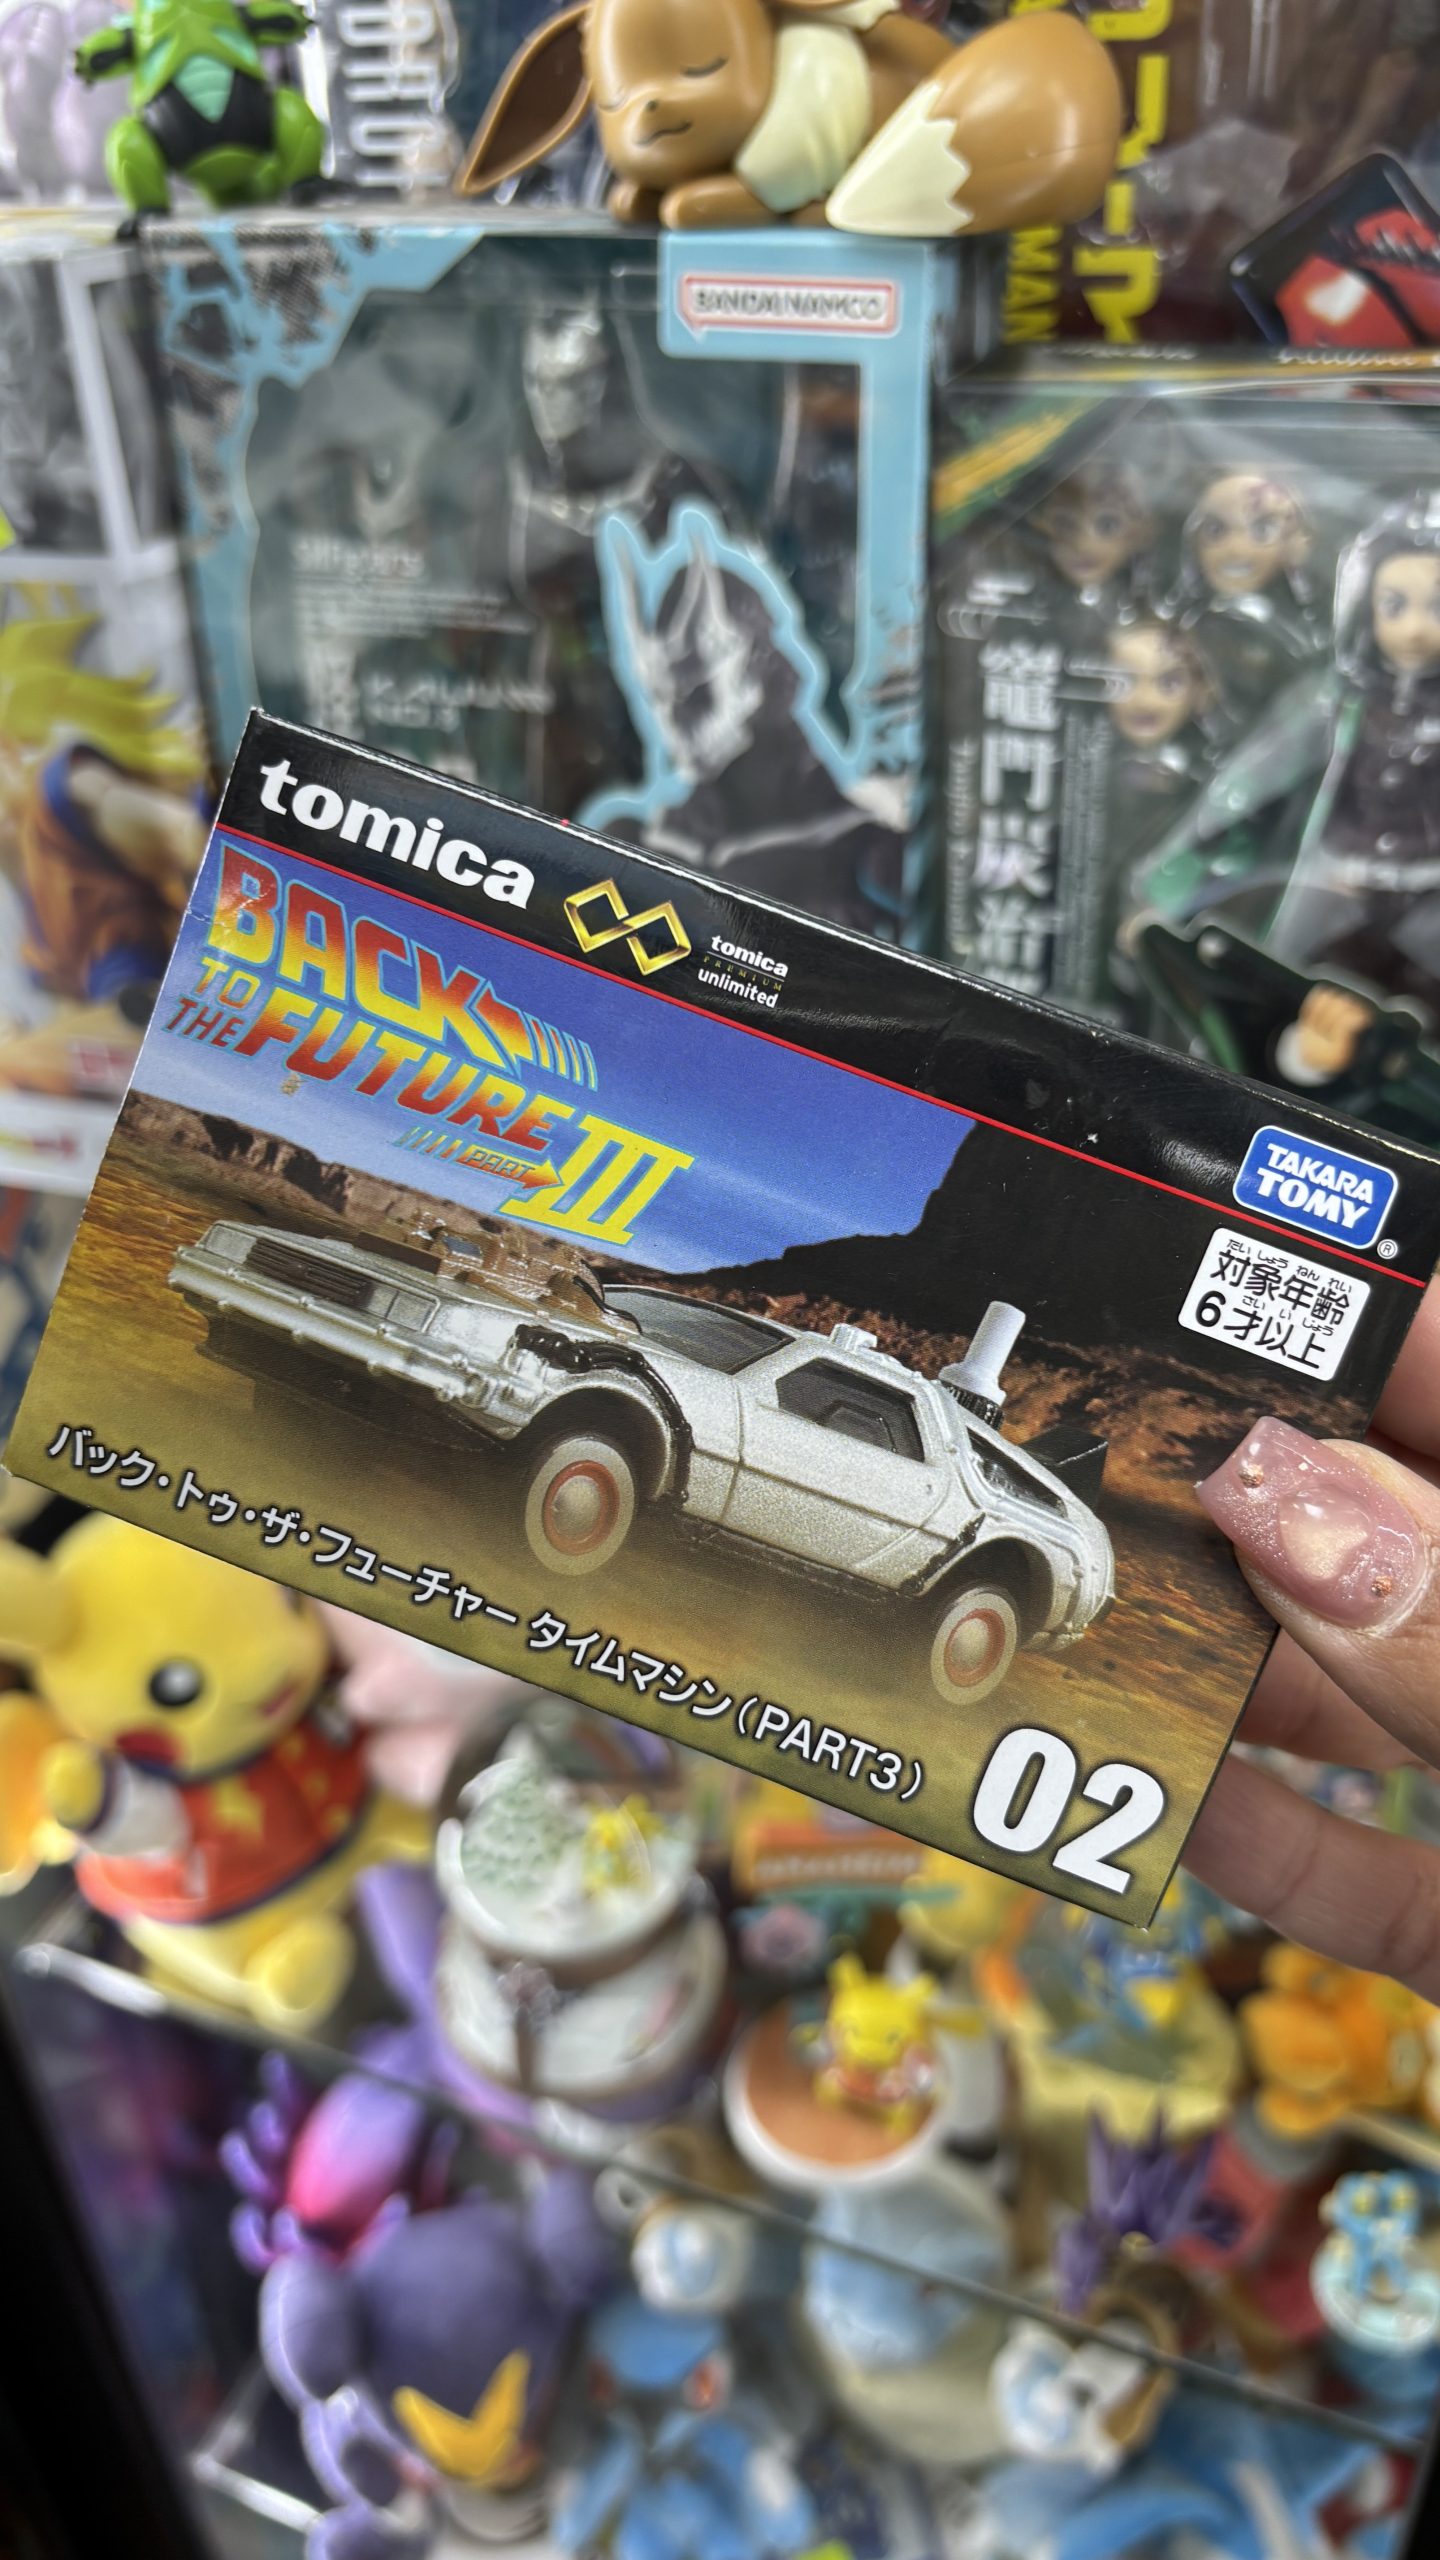 BANDAI NAMCO
MAN
龍門炭治郎
tomica
tomica
PREMIUM
unlimited
BACK
TO
THE FUTURE
PART III
TAKARA
TOMY
®
たいしょうねんれい
対象年齢
さいいじょう
6才以上
バック・トゥ・ザ・フューチャー タイムマシン(PART3)
02